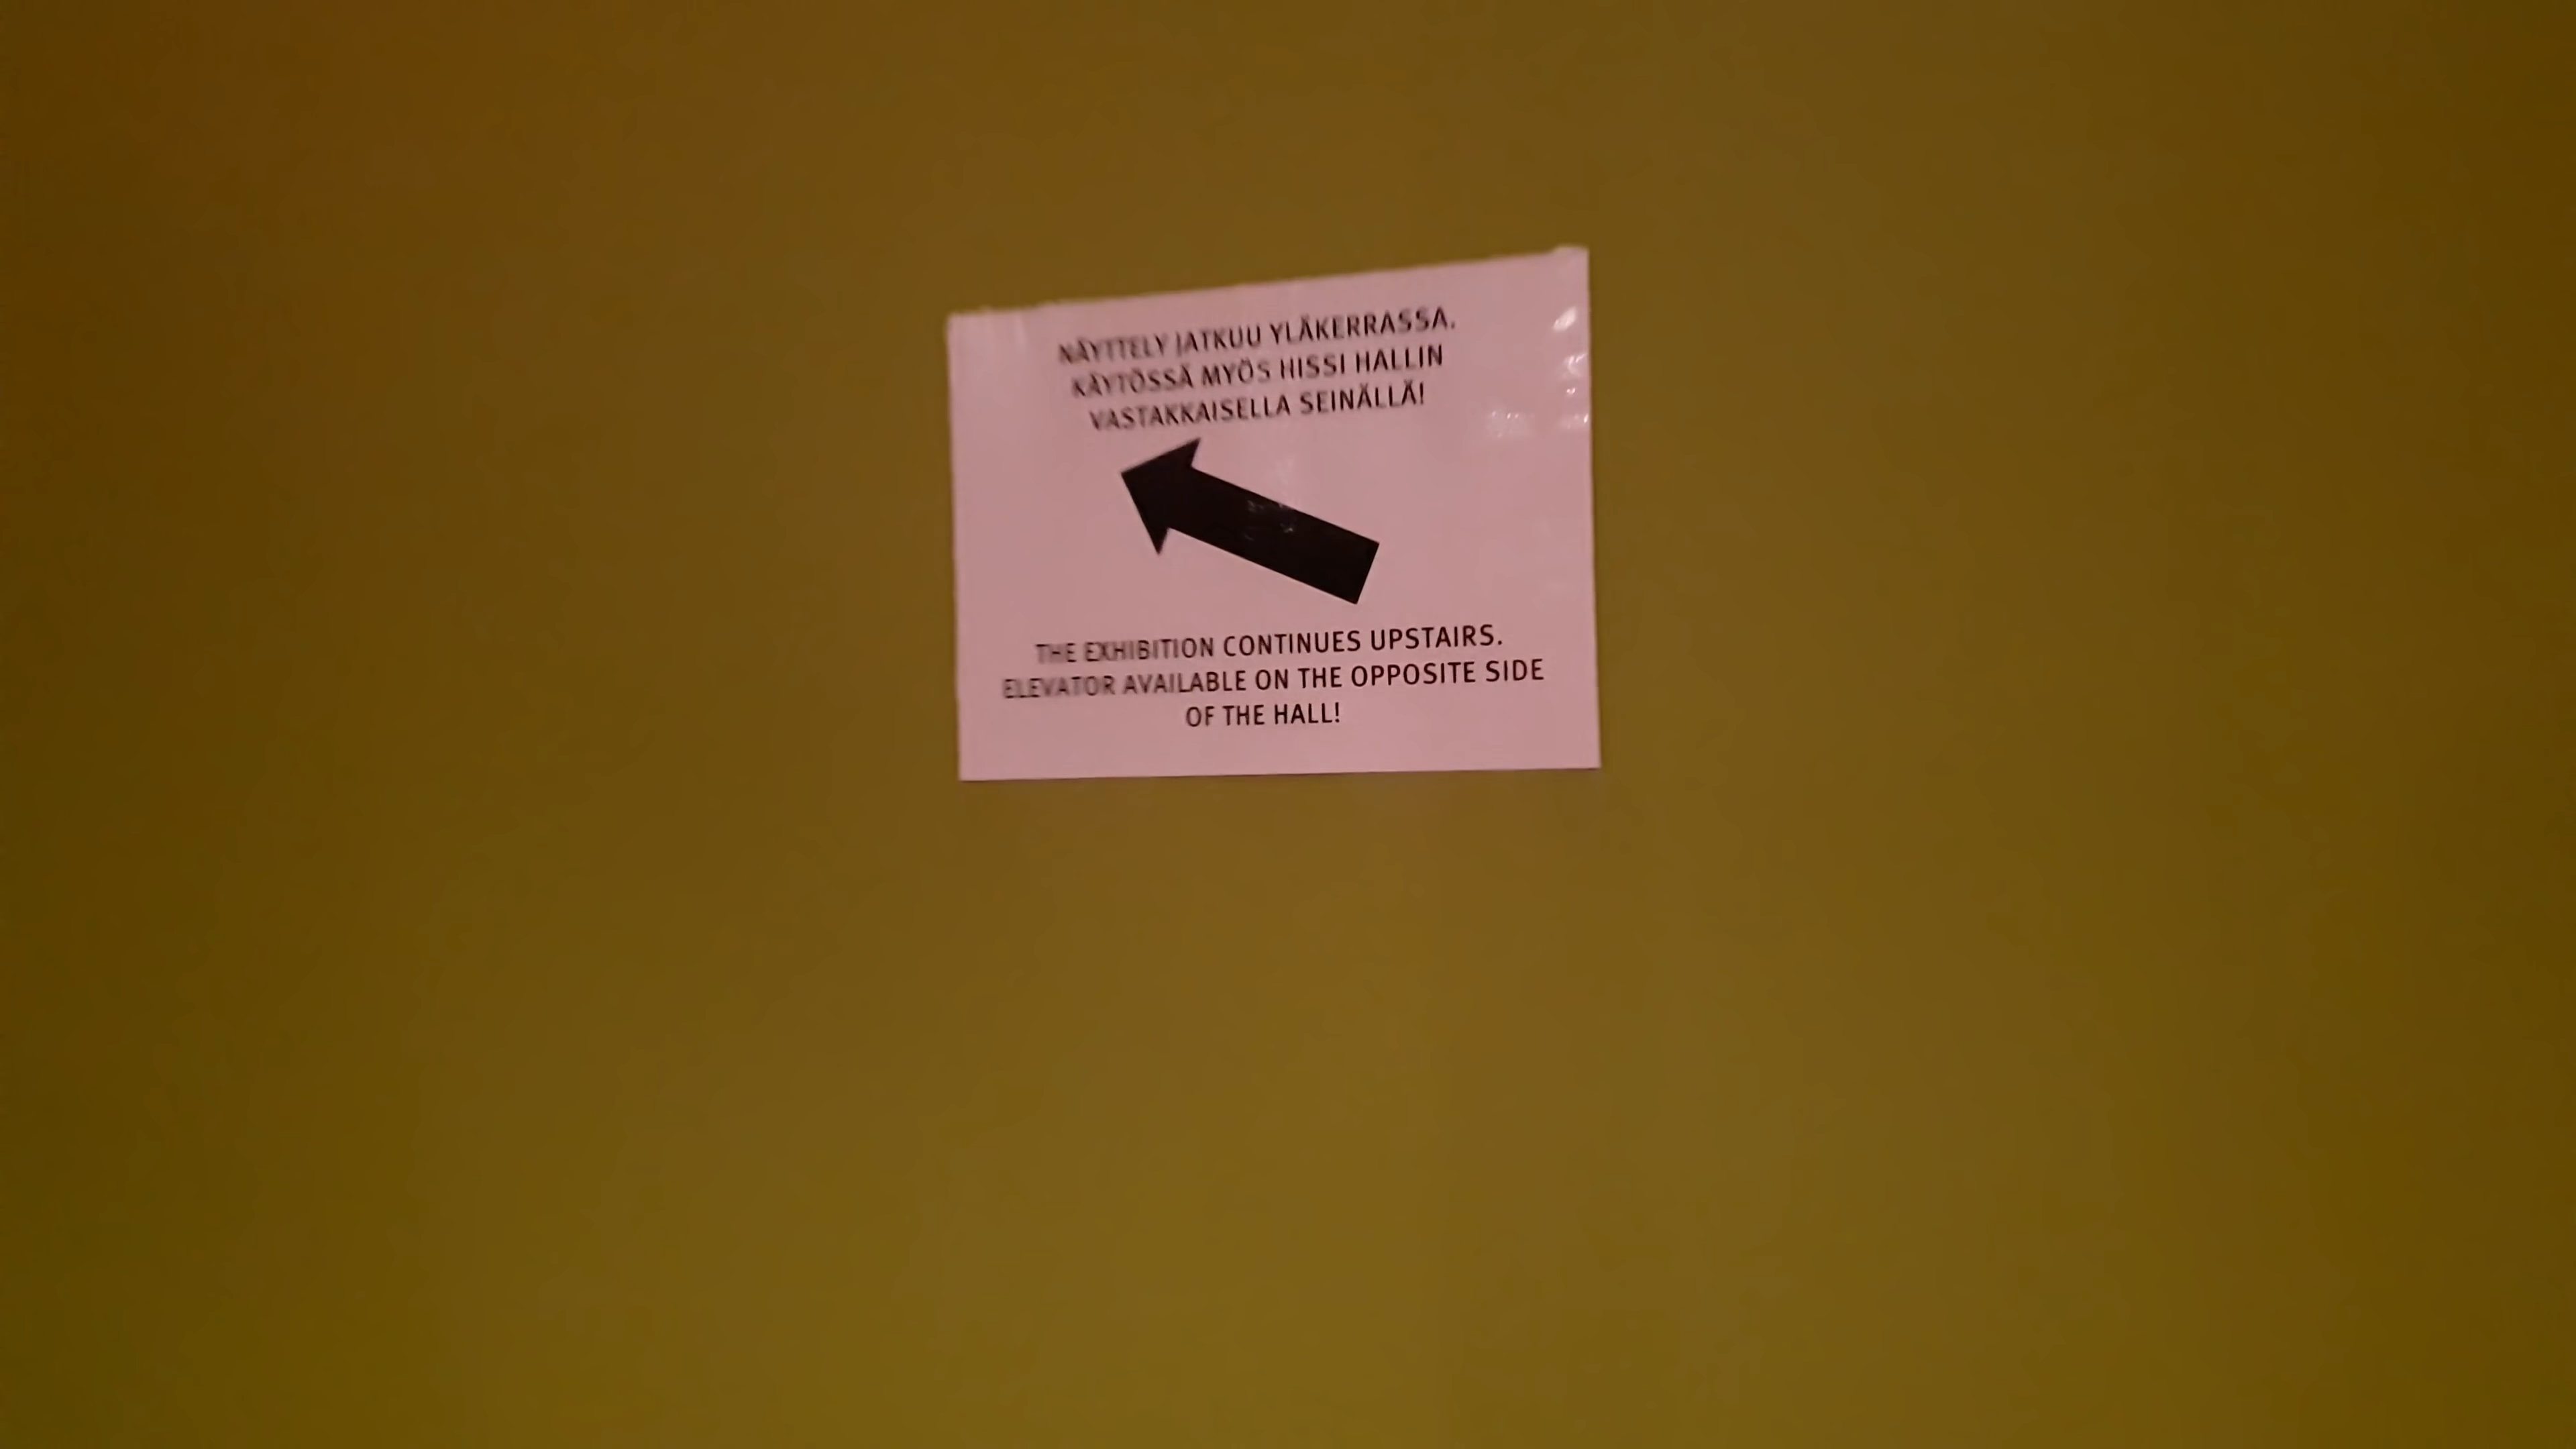 NÄYTTELY JATKUU YLÄKERRASSA.
KÄYTÖSSÄ MYÖS HISSI HALLIN
VASTAKKAISELLA SEINÄLLÄ!
THE EXHIBITION CONTINUES UPSTAIRS.
ELEVATOR AVAILABLE ON THE OPPOSITE SIDE
OF THE HALL!